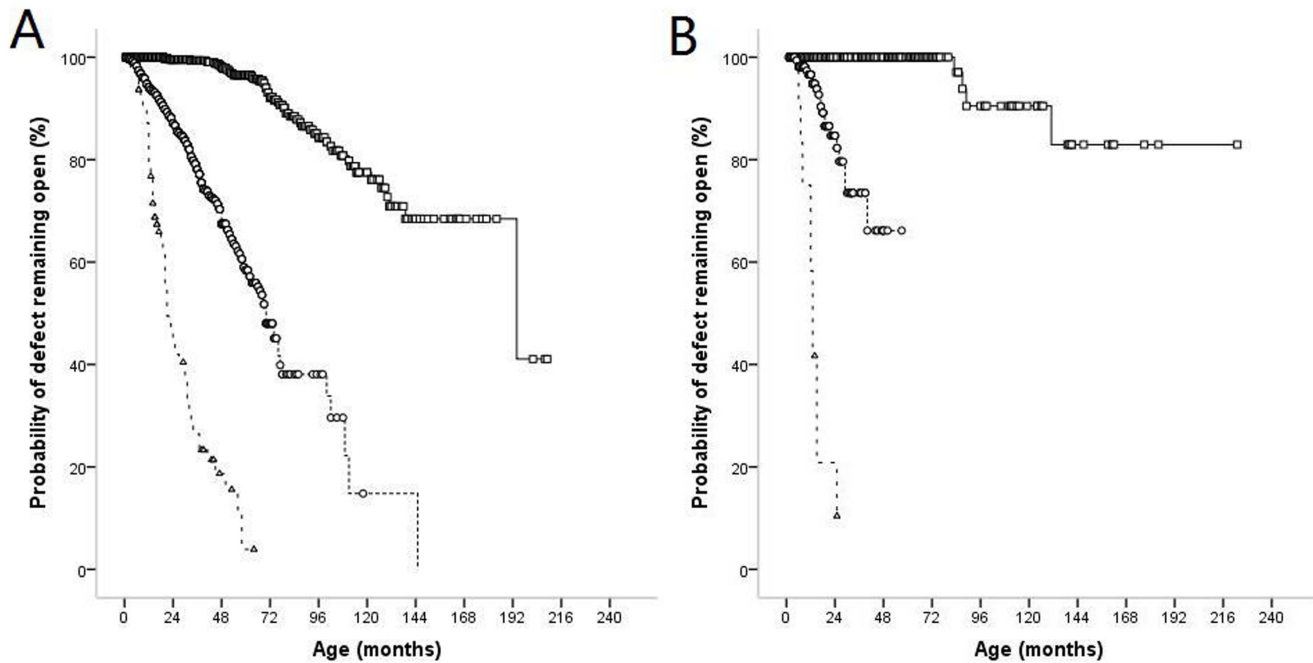 A
Probability of defect remaining open (%)
100
80
60
40
20
0
0 24 48 72 96 120 144 168 192 216 240
Age (months)
B
Probability of defect remaining open (%)
100
80
60
40
20
0
0 24 48 72 96 120 144 168 192 216 240
Age (months)